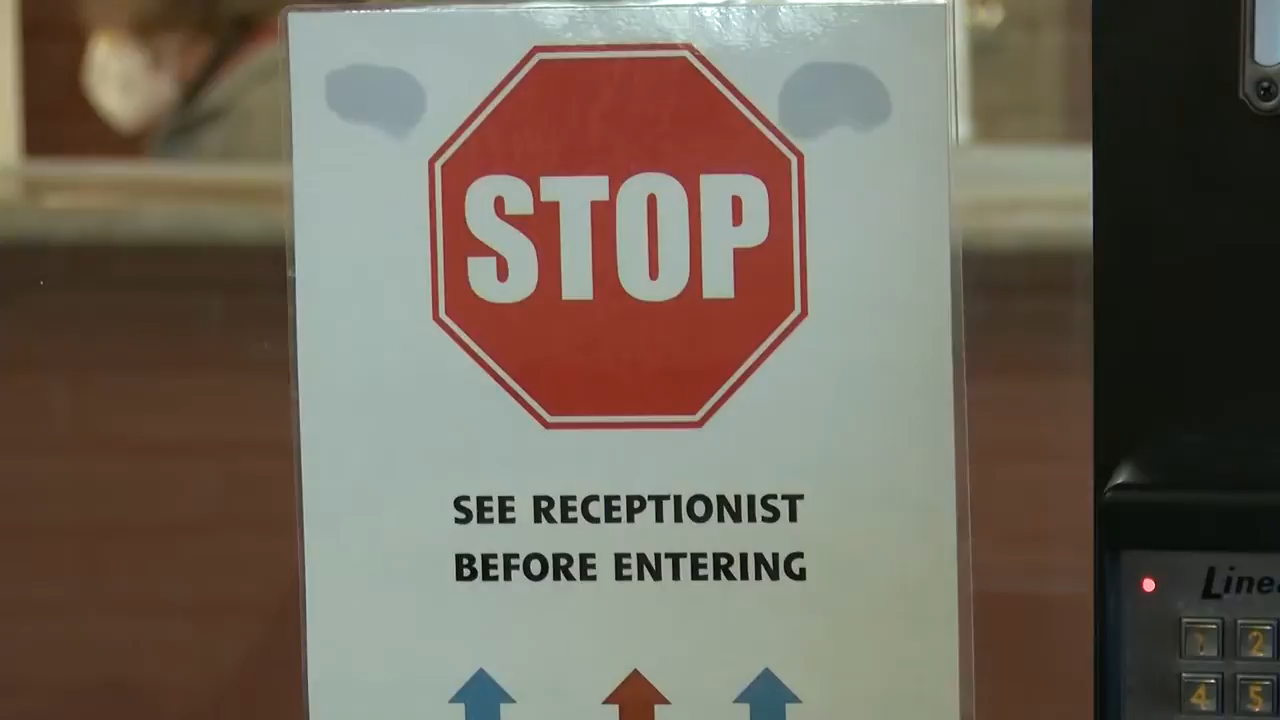 STOP
SEE RECEPTIONIST
BEFORE ENTERING
1 2
4 5